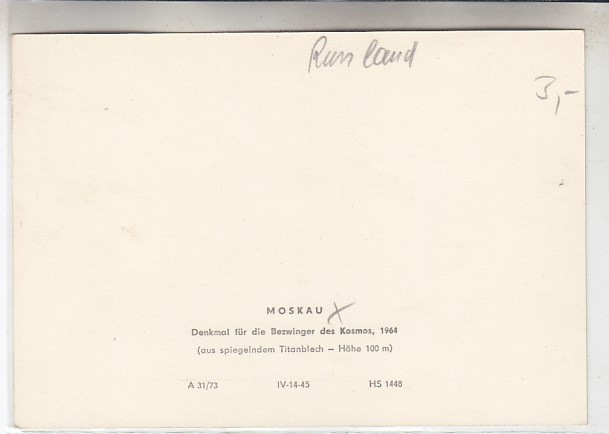 Russland
3,-
MOSKAU X
Denkmal für die Bezwinger des Kosmos, 1964
(aus spiegelndem Titanblech – Höhe 100 m)
A 31/73 IV-14-45 HS 1448